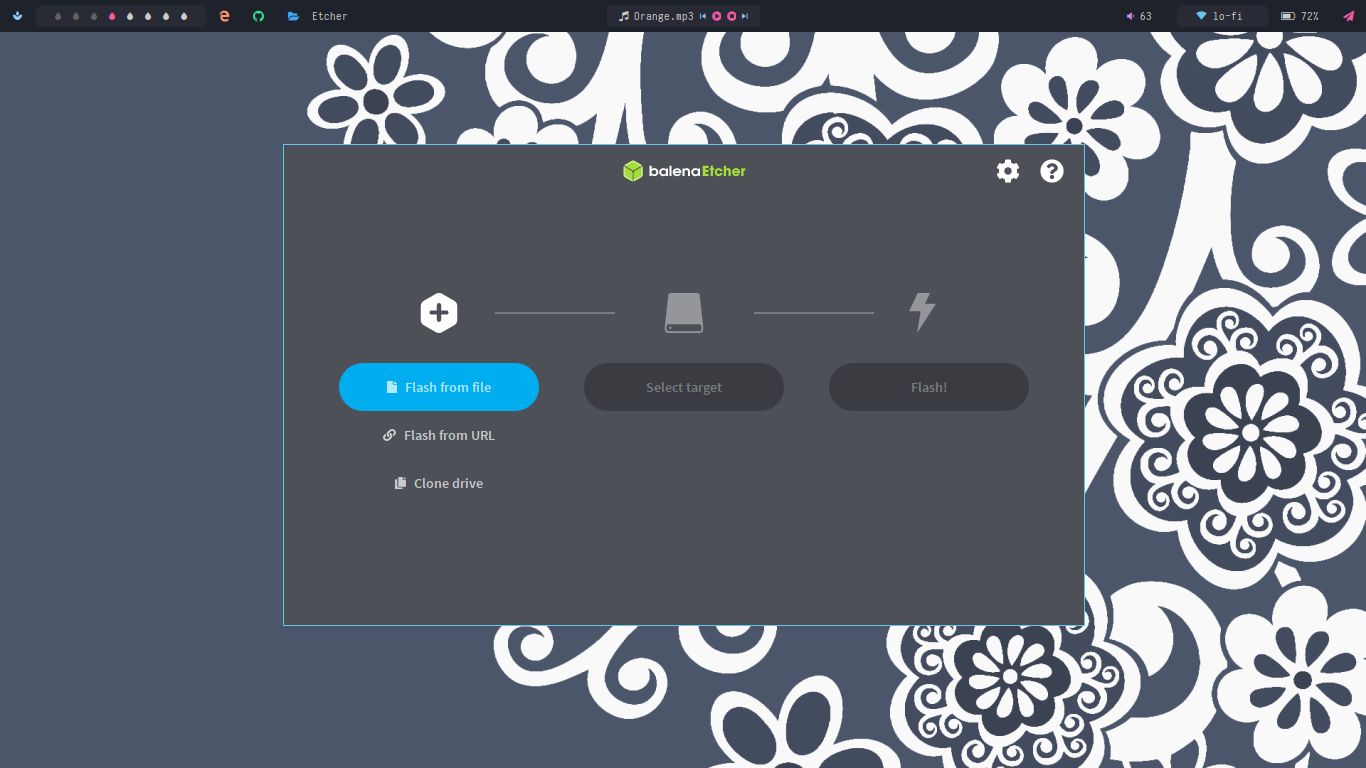 Etcher
Orange.mp3
63
lo-fi
72%
balenaEtcher
Flash from file
Select target
Flash!
Flash from URL
Clone drive